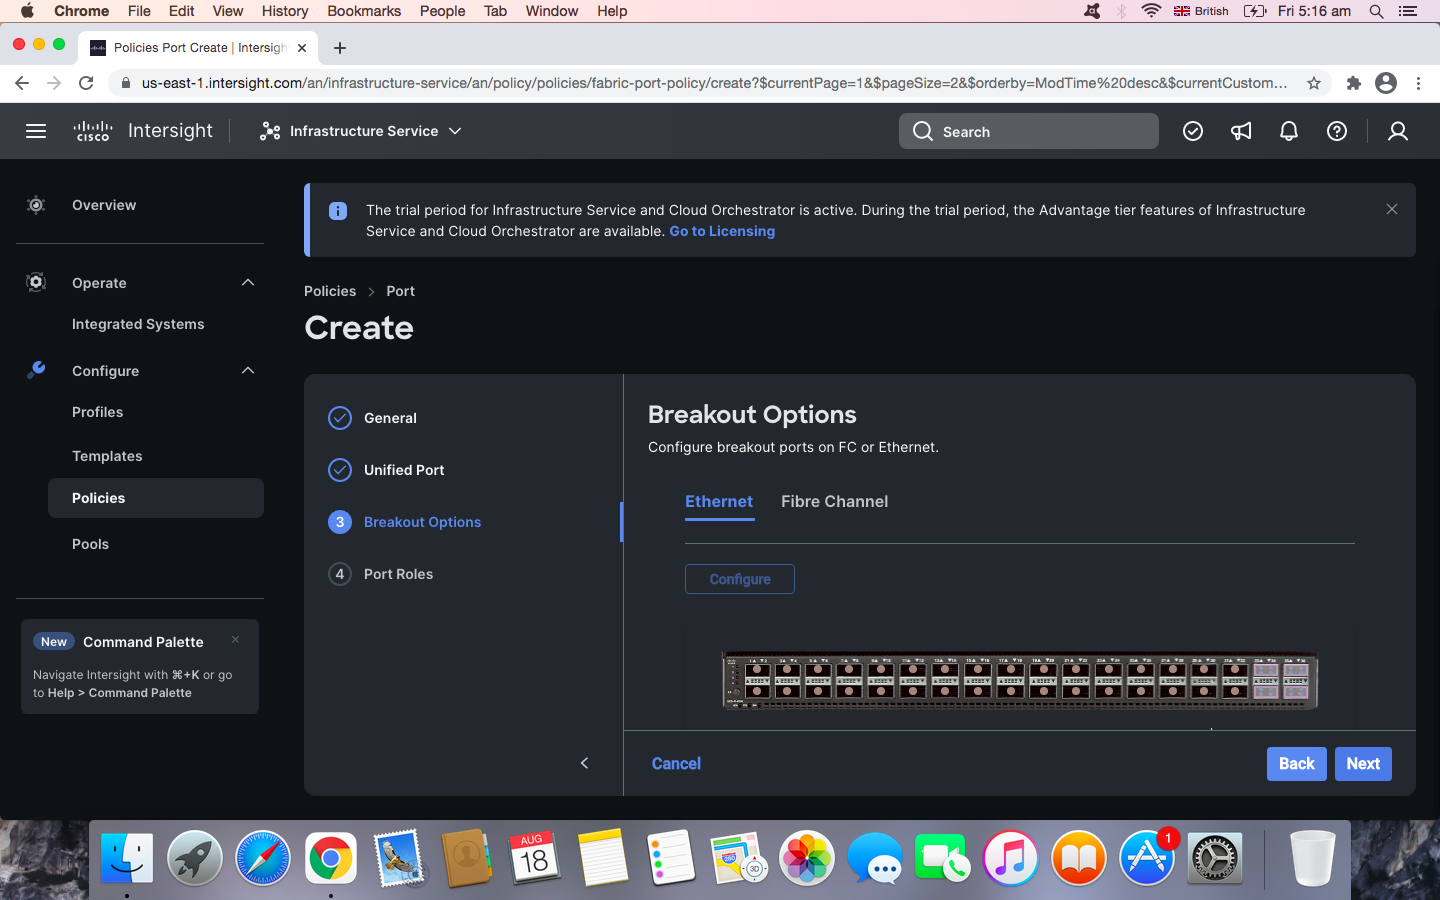 Chrome File Edit View History Bookmarks People Tab Window Help British Fri 5:16 am
Policies Port Create | Intersigh
us-east-1.intersight.com/an/infrastructure-service/an/policy/policies/fabric-port-policy/create?$currentPage=1&$pageSize=2&$orderby=ModTime%20desc&$currentCustom...
CISCO Intersight Infrastructure Service Search
Overview
Operate
Integrated Systems
Configure
Profiles
Templates
Policies
Pools
New Command Palette
Navigate Intersight with ⌘+K or go
to Help > Command Palette
The trial period for Infrastructure Service and Cloud Orchestrator is active. During the trial period, the Advantage tier features of Infrastructure
Service and Cloud Orchestrator are available. Go to Licensing
Policies > Port
Create
General
Unified Port
3 Breakout Options
4 Port Roles
Breakout Options
Configure breakout ports on FC or Ethernet.
Ethernet Fibre Channel
Configure
Cancel Back Next
AUG
18
280
3D
1